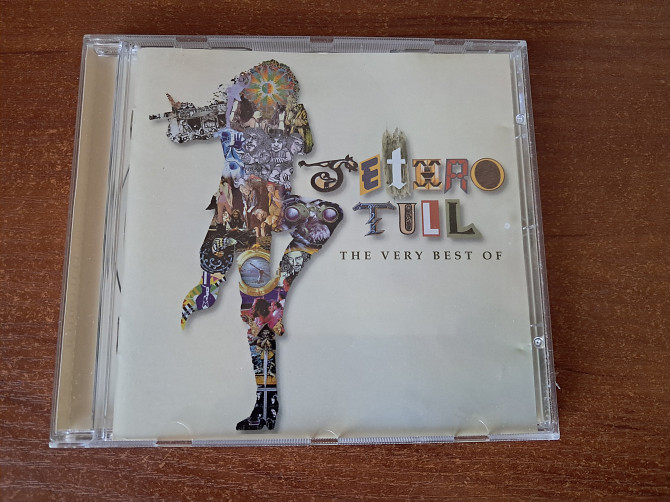 JEtHRO
TULL
THE VERY BEST OF